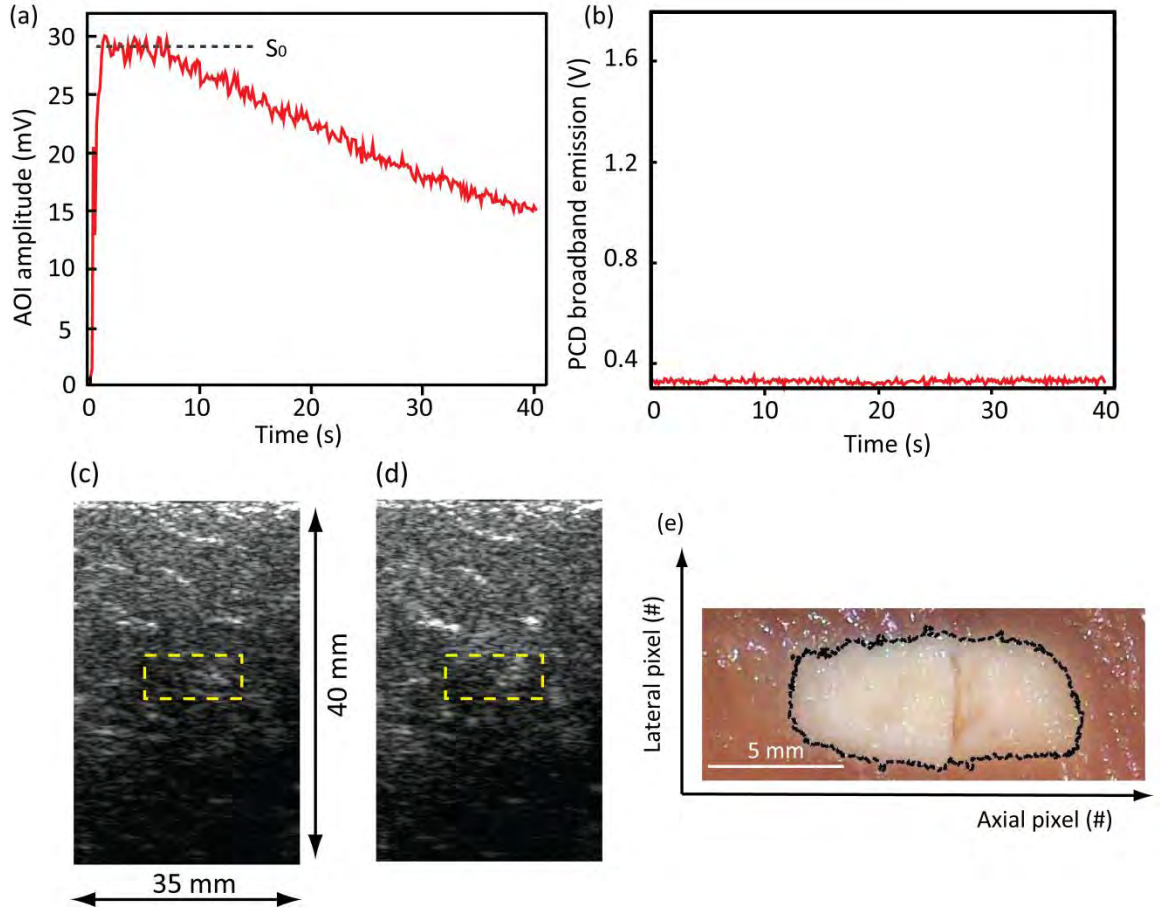 (a)
AOI amplitude (mV)
30
25
20
15
10
5
0
S₀
0
10
20
30
40
Time (s)
(b)
PCD broadband emission (V)
1.6
1.2
0.8
0.4
0
10
20
30
40
Time (s)
(c)
(d)
40 mm
35 mm
(e)
Lateral pixel (#)
5 mm
Axial pixel (#)